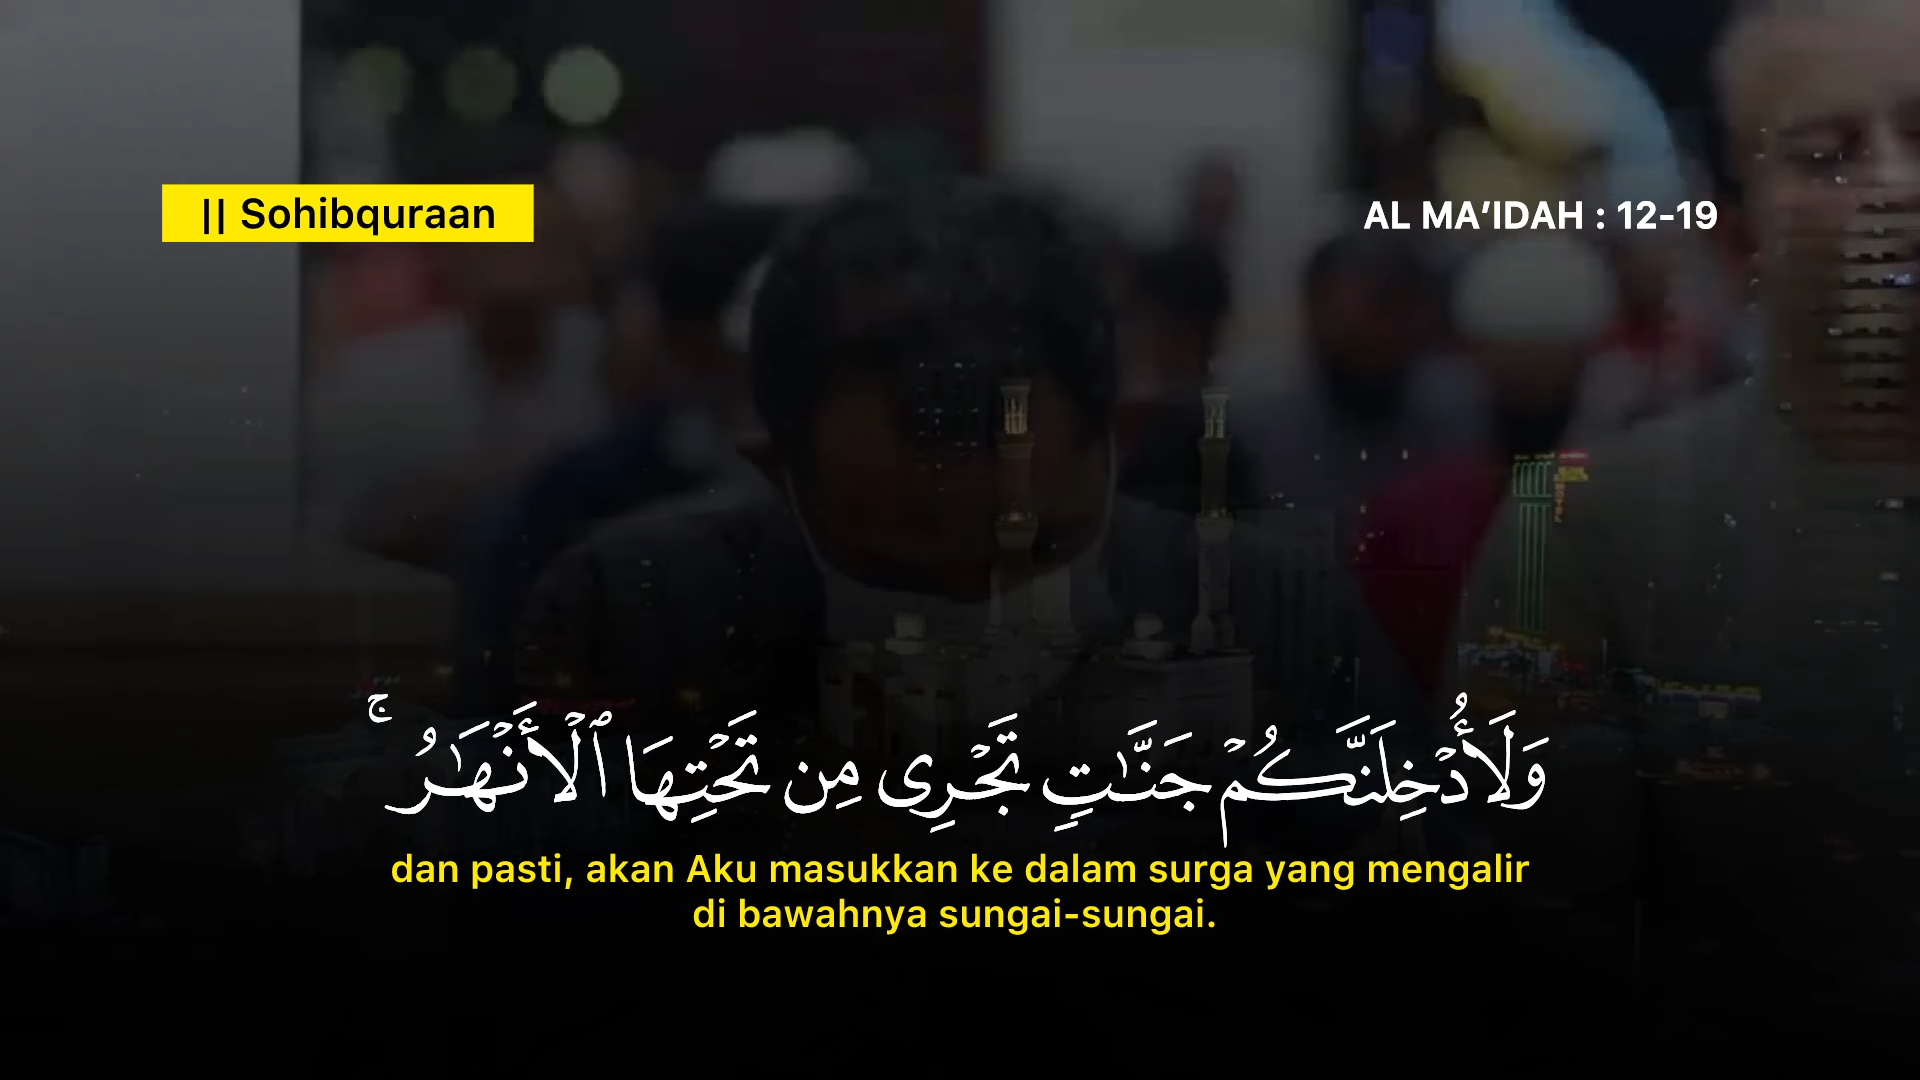 || Sohibquraan
AL MA’IDAH : 12-19
وَلَأُدۡخِلَنَّكُمۡ جَنَّٰتٖ تَجۡرِي مِن تَحۡتِهَا ٱلۡأَنۡهَٰرُۚ
dan pasti, akan Aku masukkan ke dalam surga yang mengalir
di bawahnya sungai-sungai.